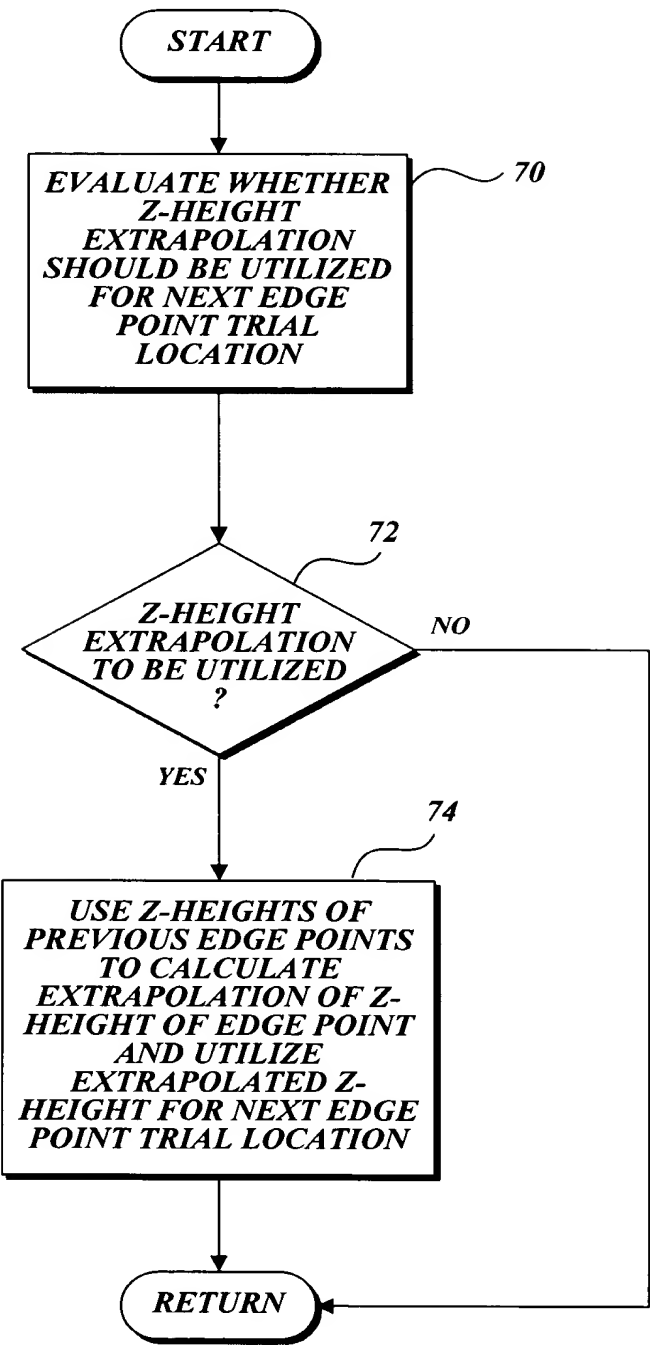 START
EVALUATE WHETHER
Z-HEIGHT
EXTRAPOLATION
SHOULD BE UTILIZED
FOR NEXT EDGE
POINT TRIAL
LOCATION
70
72
Z-HEIGHT
EXTRAPOLATION
TO BE UTILIZED
?
NO
YES
74
USE Z-HEIGHTS OF
PREVIOUS EDGE POINTS
TO CALCULATE
EXTRAPOLATION OF Z-
HEIGHT OF EDGE POINT
AND UTILIZE
EXTRAPOLATED Z-
HEIGHT FOR NEXT EDGE
POINT TRIAL LOCATION
RETURN